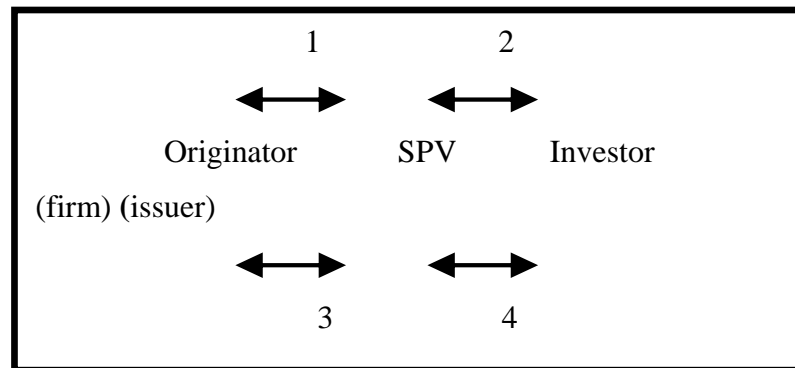 1 2
Originator SPV Investor
(firm) (issuer)
3 4